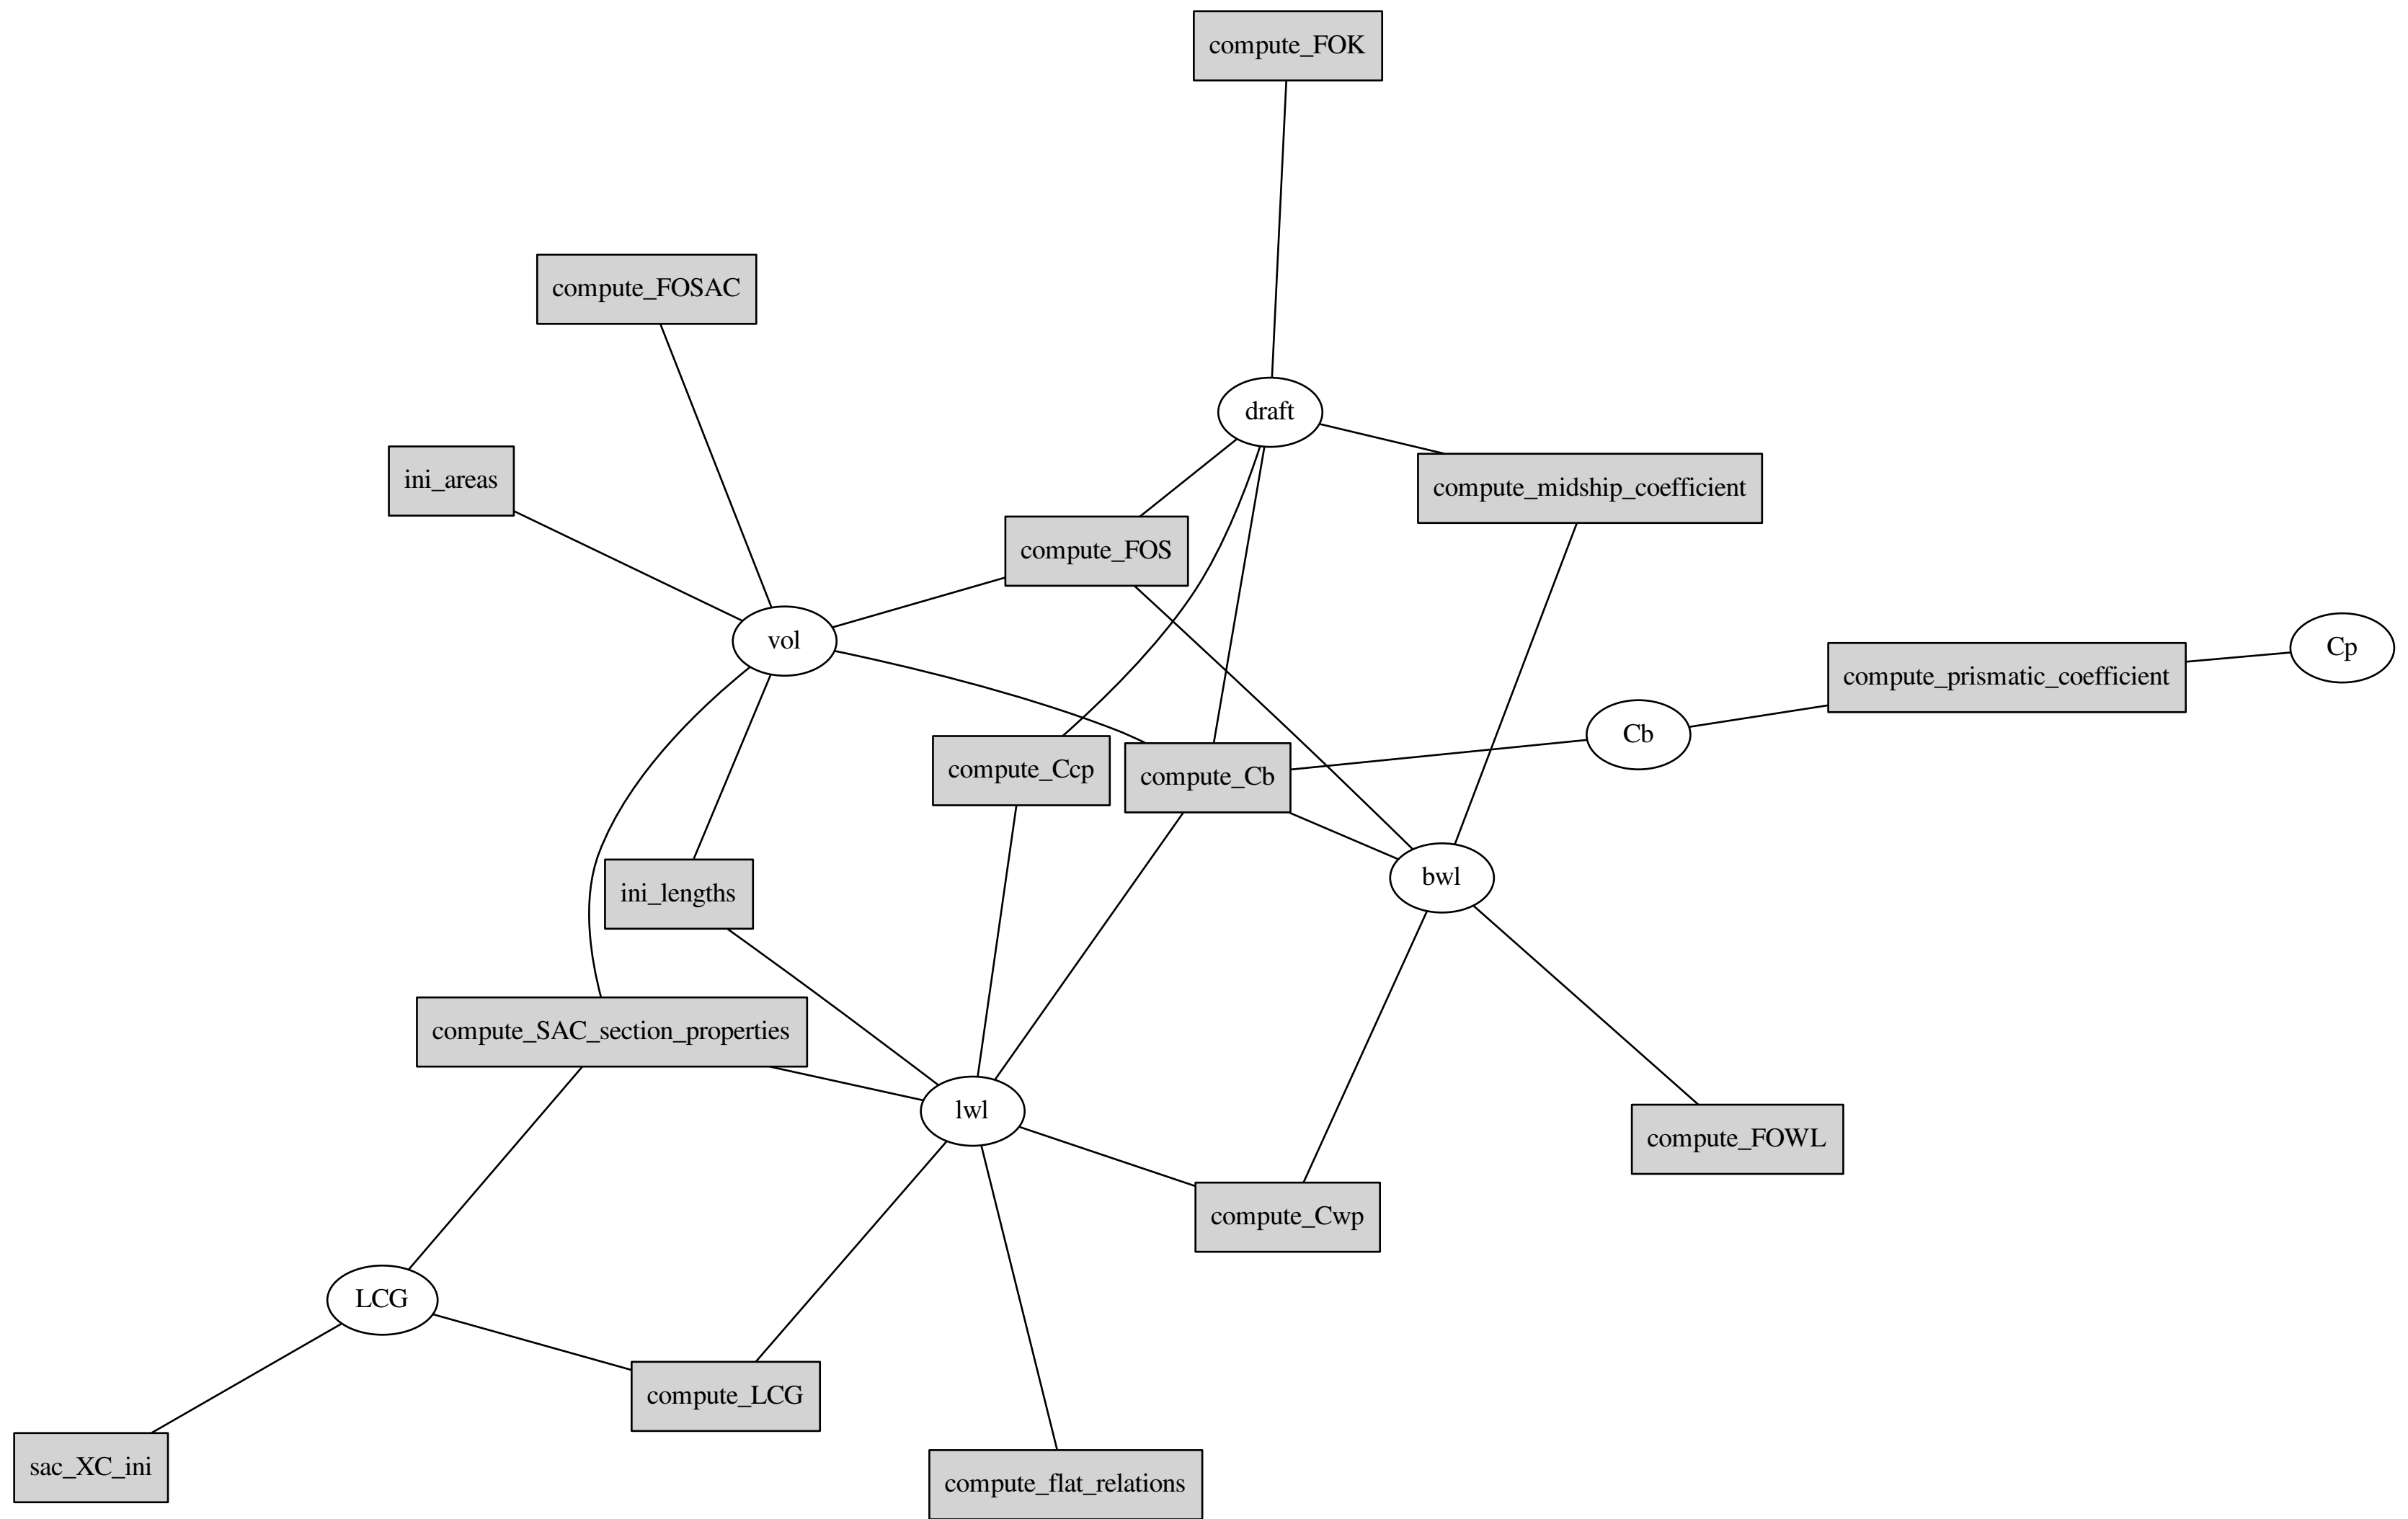 compute_FOK
compute_FOSAC
draft
ini_areas
compute_midship_coefficient
compute_FOS
vol
Cp
compute_prismatic_coefficient
Cb
compute_Ccp
compute_Cb
bwl
ini_lengths
compute_SAC_section_properties
lwl
compute_FOWL
compute_Cwp
LCG
compute_LCG
sac_XC_ini
compute_flat_relations